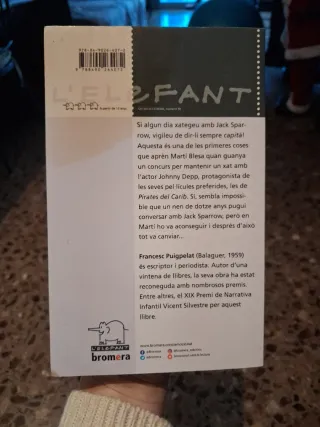 L'ELEFANT
Si algun dia xategeu amb Jack Spar-
row, vigileu de dir-li sempre capità!
Aquesta és una de les primeres coses
que aprén Martí Blesa quan guanya
un concurs per mantenir un xat amb
l'actor Johnny Depp, protagonista de
les seves pel·lícules preferides, les de
Pirates del Carib. Sí, sembla impossi-
ble que un nen de dotze anys pugui
conversar amb Jack Sparrow, però en
Martí ho va aconseguir i després d'això
tot va canviar...
Francesc Puigpelat (Balaguer, 1959)
és escriptor i periodista. Autor d'una
vintena de llibres, la seva obra ha estat
reconeguda amb nombrosos premis.
Entre altres, el XIX Premi de Narrativa
Infantil Vicent Silvestre per aquest
llibre.
L'ELEFANT
bromera